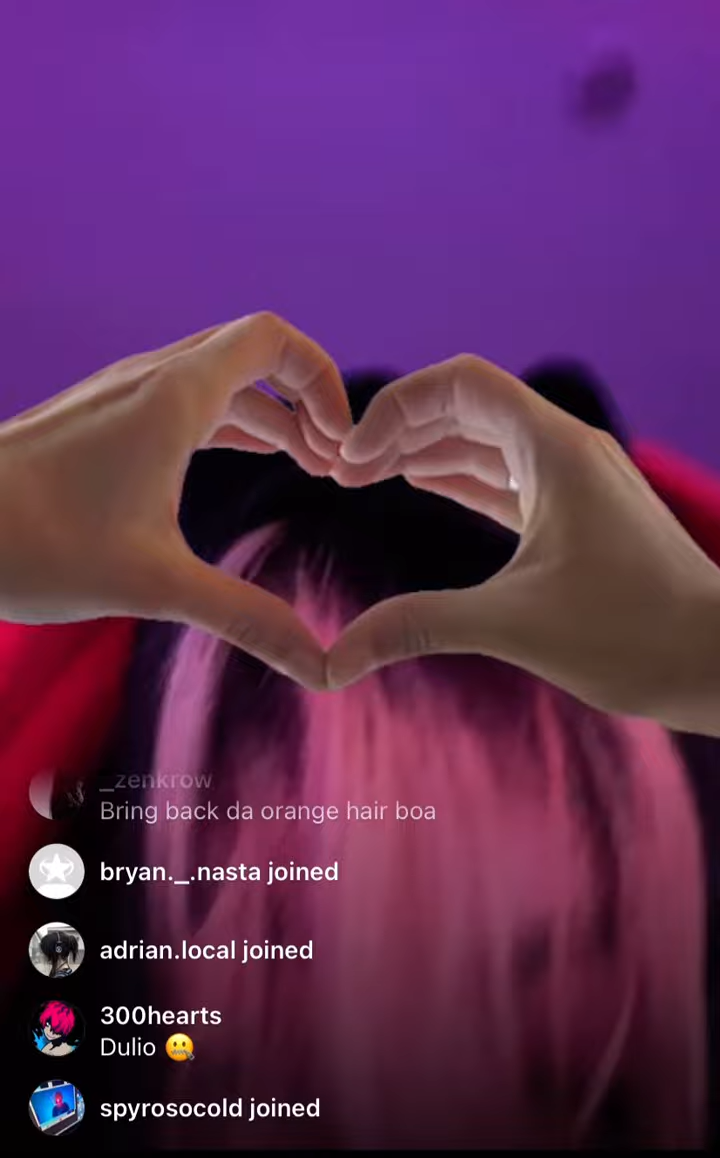 _zenkrow
Bring back da orange hair boa
bryan._.nasta joined
adrian.local joined
300hearts
Dulio 🤐
spyrosocold joined